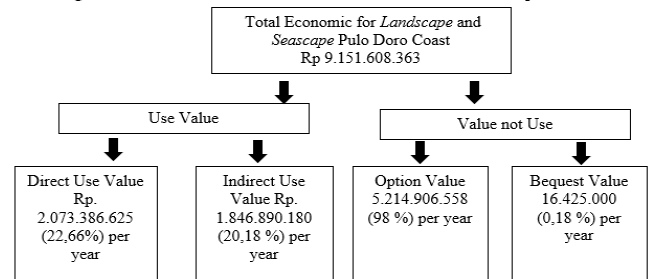 Total Economic for Landscape and
Seascape Pulo Doro Coast
Rp 9.151.608.363
Use Value
Value not Use
Direct Use Value
Rp.
2.073.386.625
(22,66%) per
year
Indirect Use
Value Rp.
1.846.890.180
(20,18 %) per
year
Option Value
5.214.906.558
(98 %) per year
Bequest Value
16.425.000
(0,18 %) per
year